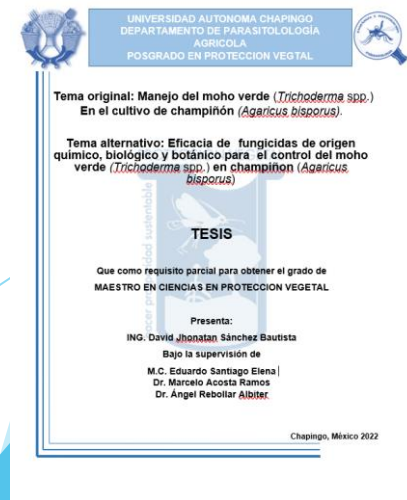 UNIVERSIDAD AUTONOMA CHAPINGO
DEPARTAMENTO DE PARASITOLOLOGÍA
AGRICOLA
POSGRADO EN PROTECCION VEGTAL
Tema original: Manejo del moho verde (Trichoderma spp.)
En el cultivo de champiñón (Agaricus bisporus).
Tema alternativo: Eficacia de fungicidas de origen
químico, biológico y botánico para el control del moho
verde (Trichoderma spp.) en champiñon (Agaricus
bisporus)
TESIS
Que como requisito parcial para obtener el grado de
MAESTRO EN CIENCIAS EN PROTECCION VEGETAL
Presenta:
ING. David Jhonatan Sánchez Bautista
Bajo la supervisión de
M.C. Eduardo Santiago Elena
Dr. Marcelo Acosta Ramos
Dr. Ángel Rebollar Albiter
Chapingo, México 2022